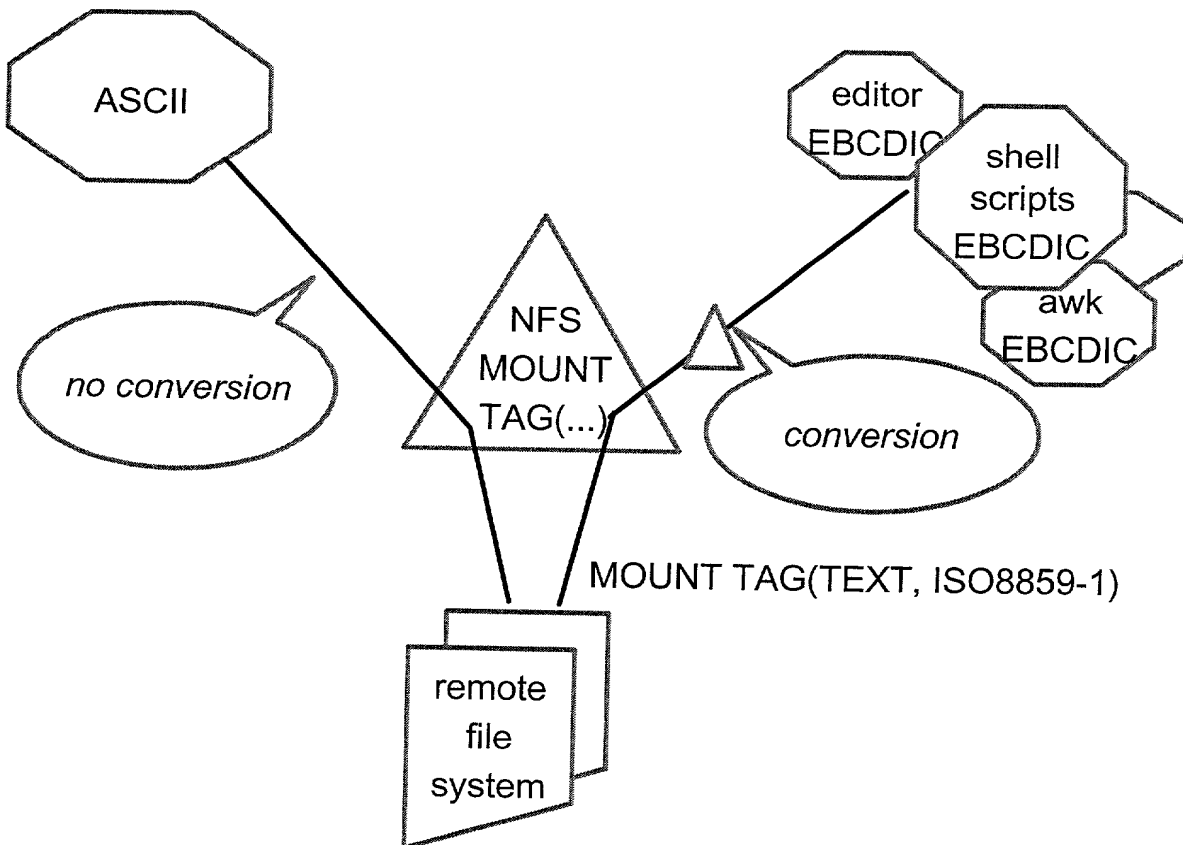 ASCII
editor
EBCDIC
shell
scripts
EBCDIC
awk
EBCDIC
NFS
MOUNT
TAG(...)
no conversion
conversion
MOUNT TAG(TEXT, ISO8859-1)
remote
file
system